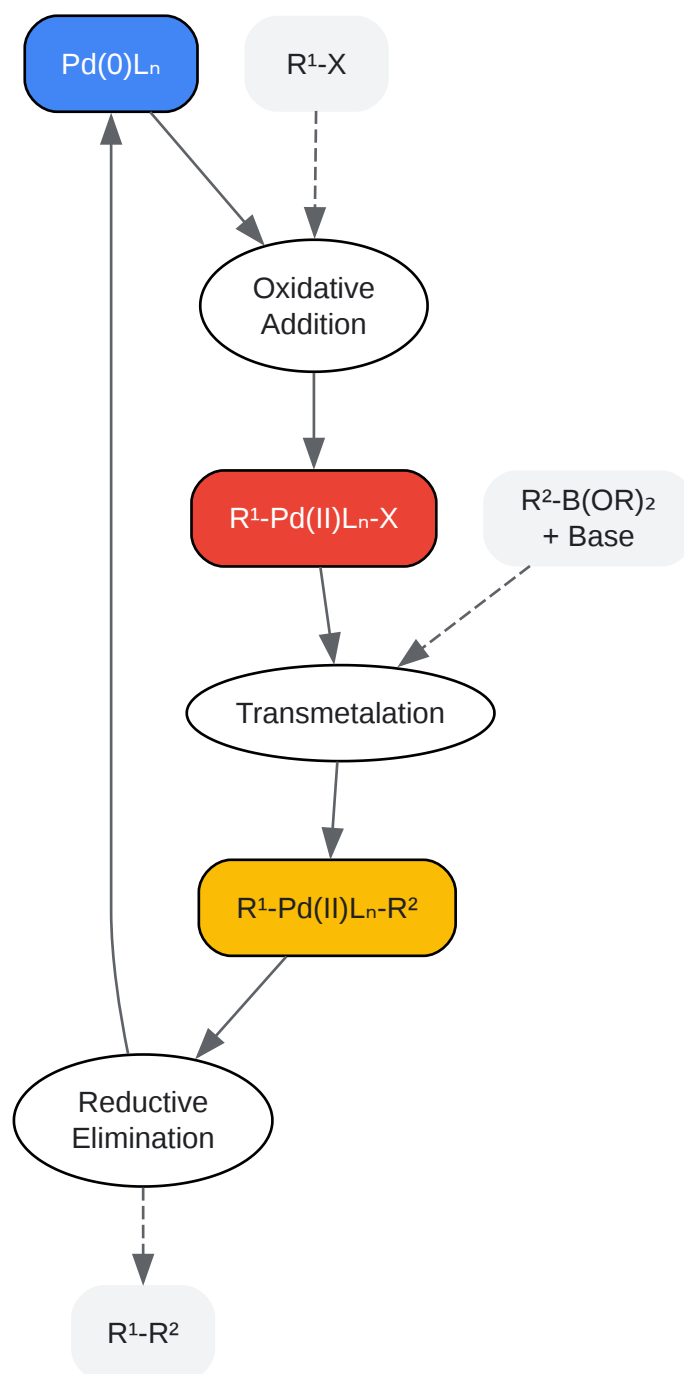 Pd(0)Lₙ
R¹-X
Oxidative
Addition
R¹-Pd(II)Lₙ-X
R²-B(OR)₂
+ Base
Transmetalation
R¹-Pd(II)Lₙ-R²
Reductive
Elimination
R¹-R²